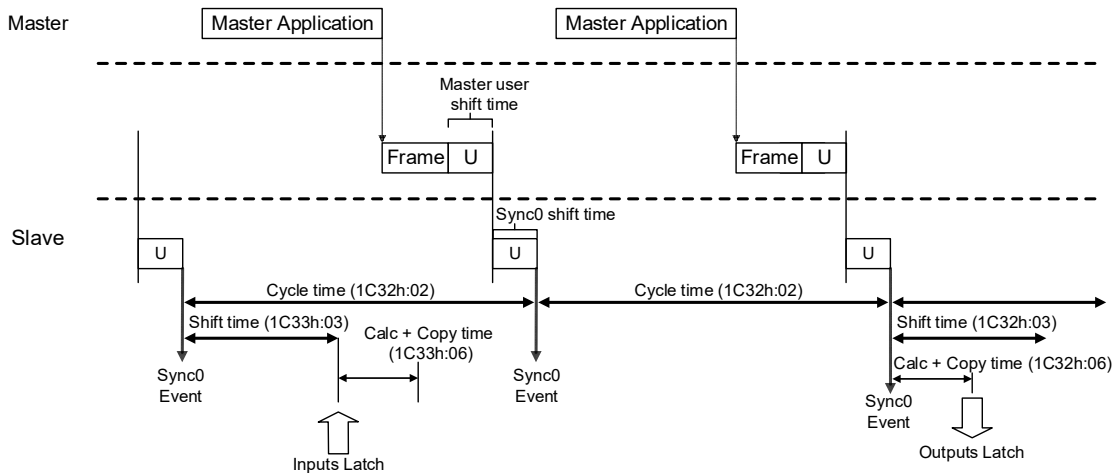 Master
Master Application
Master Application
Master user
shift time
Frame
U
Frame
U
Sync0 shift time
Slave
U
U
U
Cycle time (1C32h:02)
Cycle time (1C32h:02)
Shift time (1C33h:03)
Shift time (1C32h:03)
Calc + Copy time
(1C33h:06)
Calc + Copy time (1C32h:06)
Sync0
Event
Sync0
Event
Sync0
Event
Inputs Latch
Outputs Latch